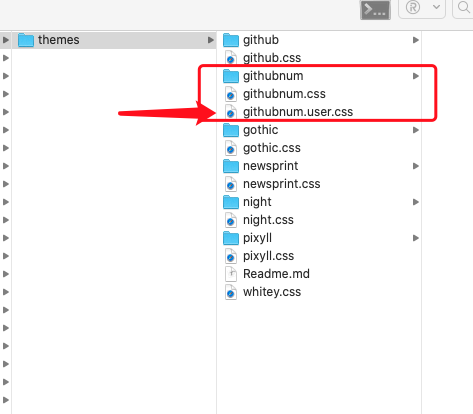 themes
github
github.css
githubnum
githubnum.css
githubnum.user.css
gothic
gothic.css
newsprint
newsprint.css
night
night.css
pixyll
pixyll.css
Readme.md
whitey.css